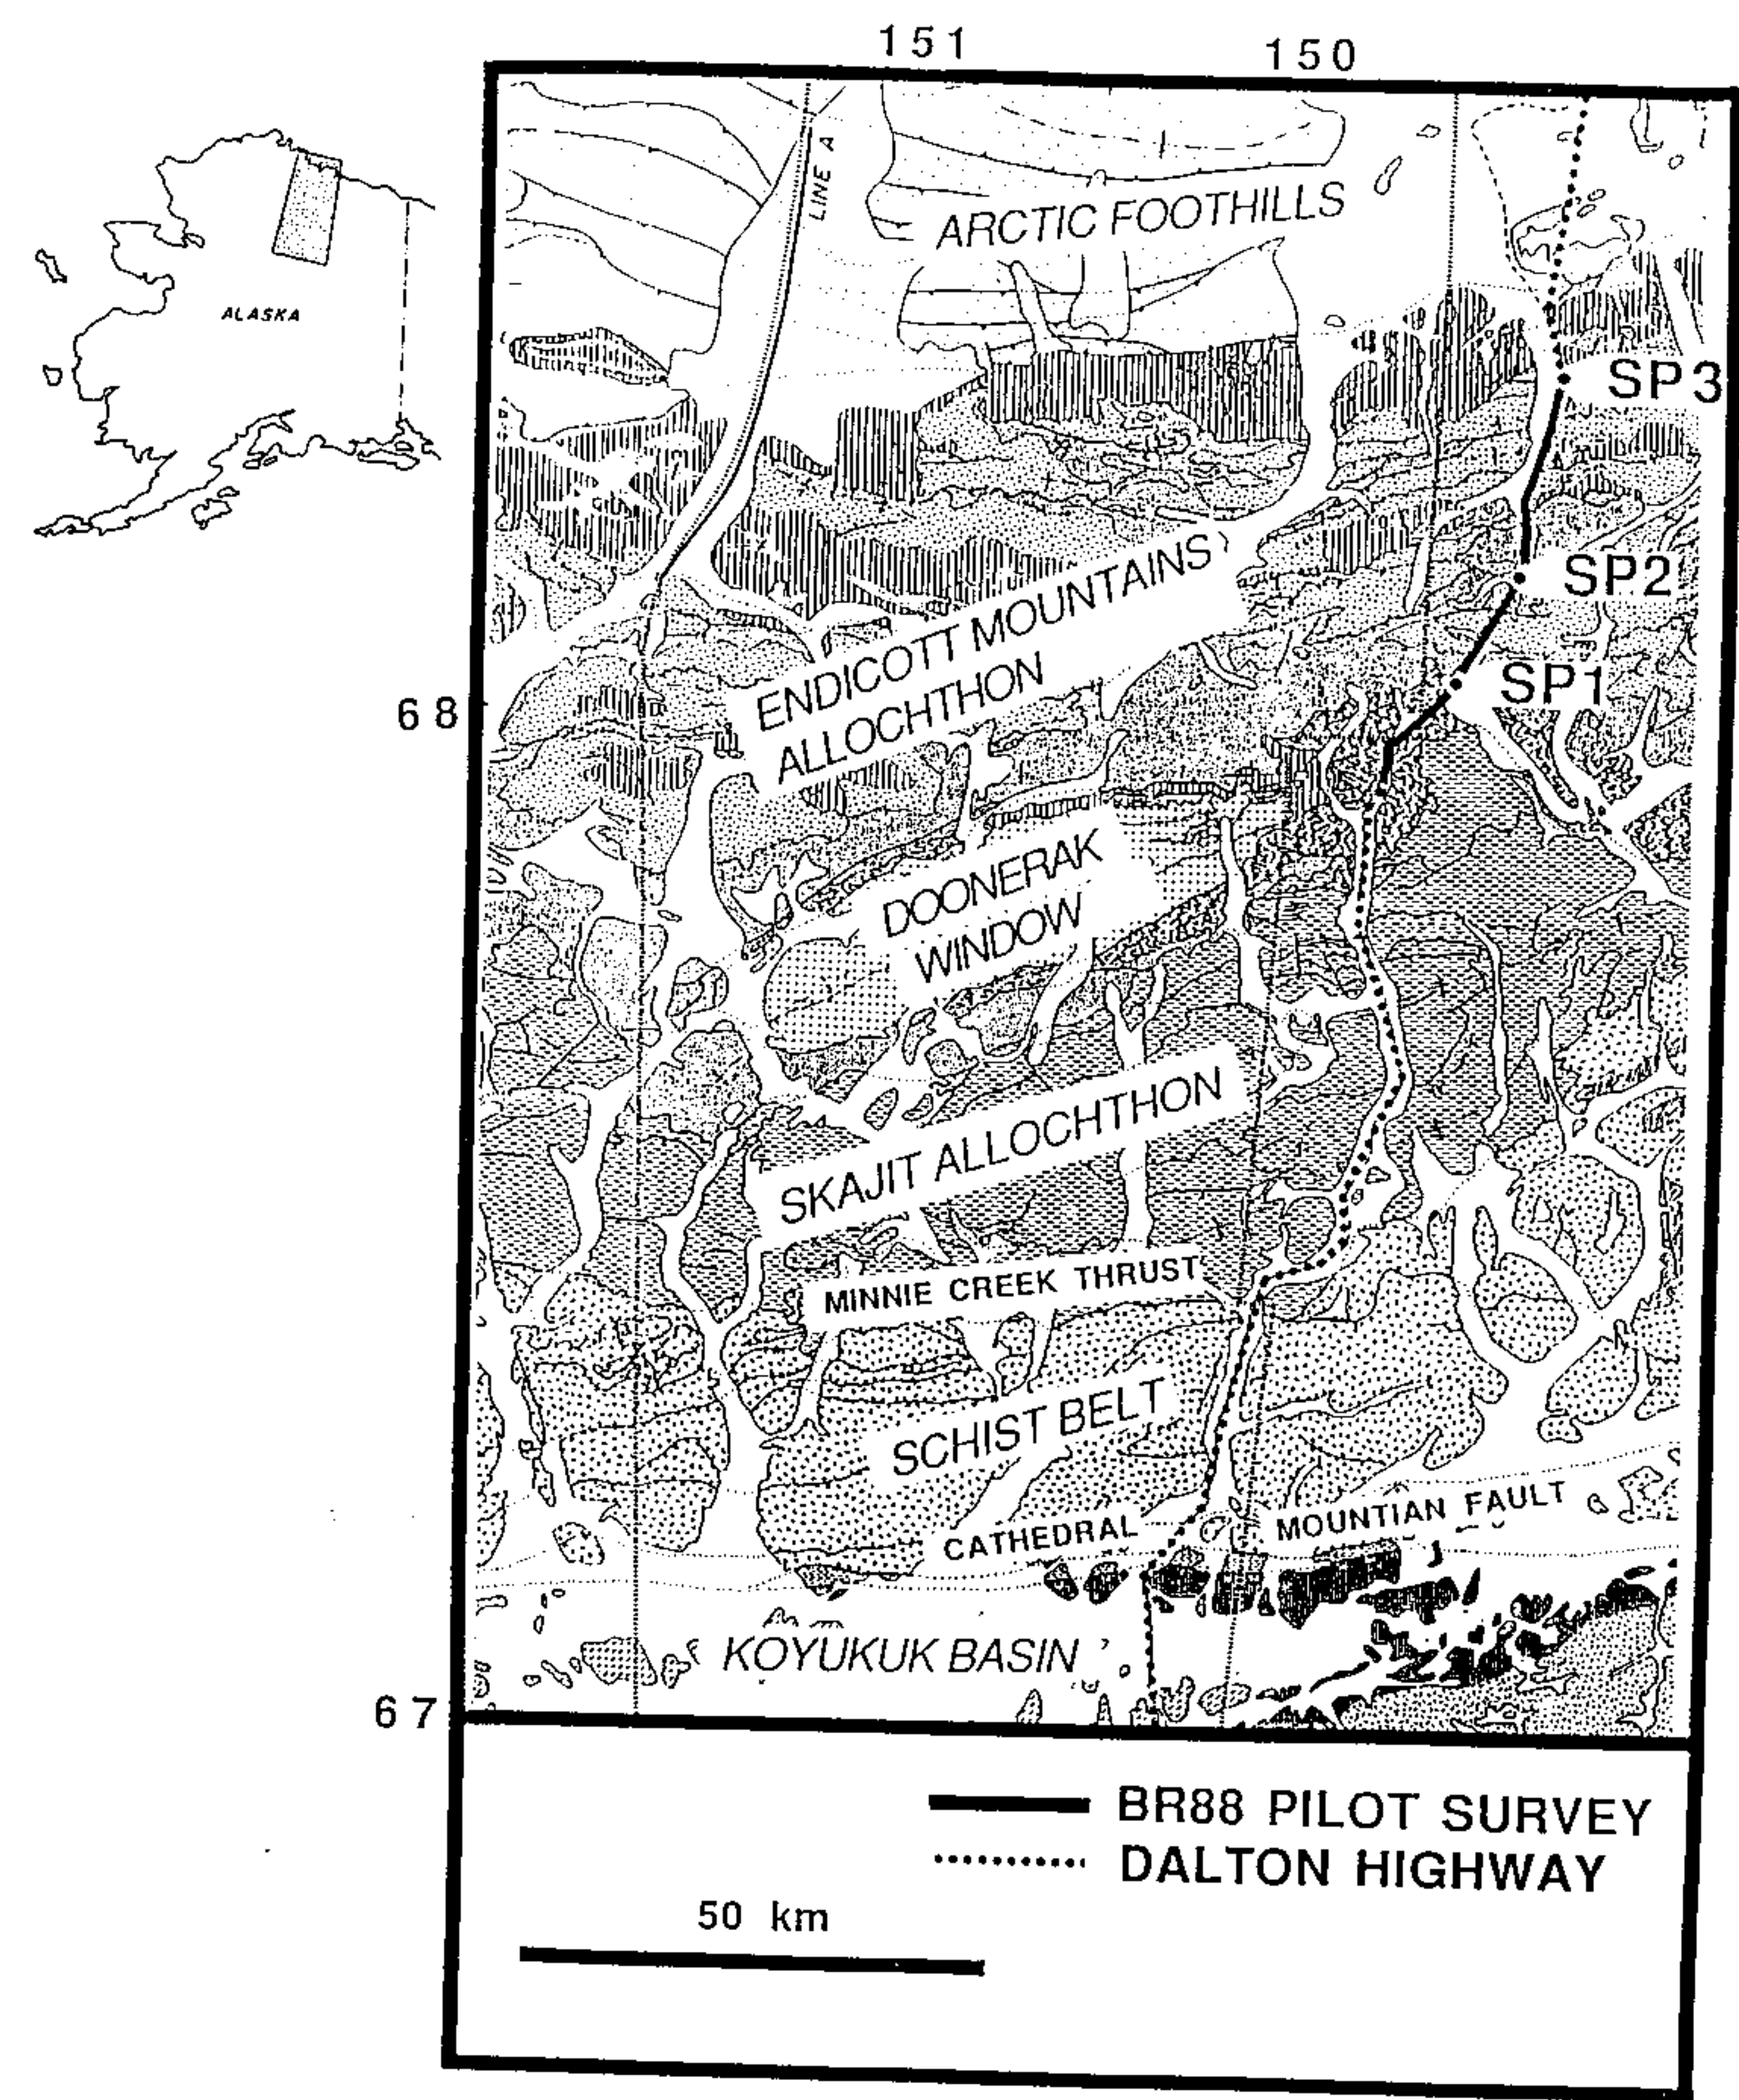 151
150
LINE A
ARCTIC FOOTHILLS
ALASKA
SP3
SP2
ENDICOTT MOUNTAINS
ALLOCHTHON
SP1
68
DOONERAK
WINDOW
SKAJIT ALLOCHTHON
MINNIE CREEK THRUST
SCHIST BELT
CATHEDRAL MOUNTIAN FAULT
KOYUKUK BASIN
67
BR88 PILOT SURVEY
DALTON HIGHWAY
50 km